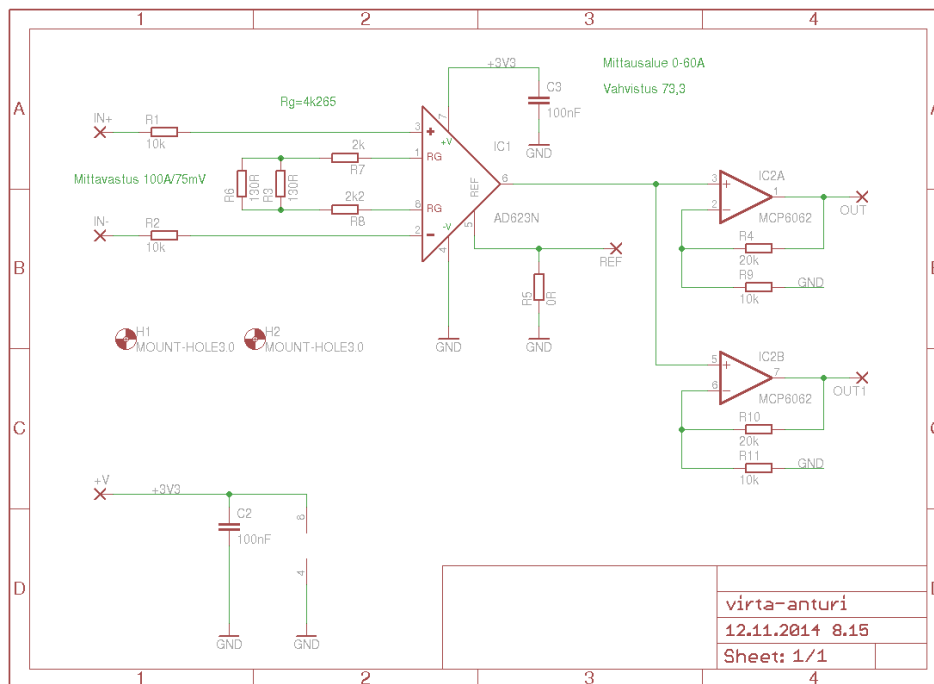 1 2 3 4
A
B
C
D
A
B
C
D
+3V3
Mittausalue 0-60A
Vahvistus 73,3
C3
100nF
GND
Rg=4k265
IN+
R1
10k
3
7
+V
IC1
2k
1
RG
R7
Mittavastus 100A/75mV
R6
130R
R3
130R
REF
6
2k2
8
RG
R8
AD623N
IN-
R2
10k
2
-V
4
5
REF
R5
0R
GND
GND
3
IC2A
1
2
MCP6062
OUT
R4
20k
R9
GND
10k
H1
MOUNT-HOLE3.0
H2
MOUNT-HOLE3.0
5
IC2B
7
6
MCP6062
OUT1
R10
20k
R11
GND
10k
+V
+3V3
C2
100nF
8
4
GND
GND
virta-anturi
12.11.2014 8.15
Sheet: 1/1
1 2 3 4